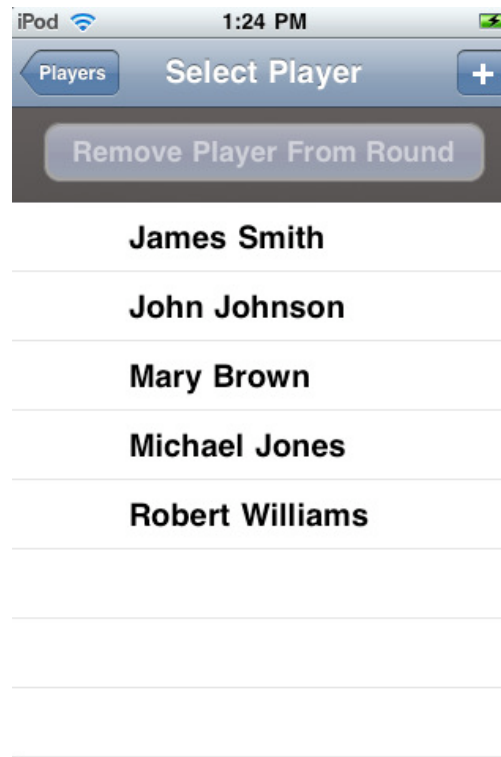 iPod 1:24 PM
Players Select Player +
Remove Player From Round
James Smith
John Johnson
Mary Brown
Michael Jones
Robert Williams